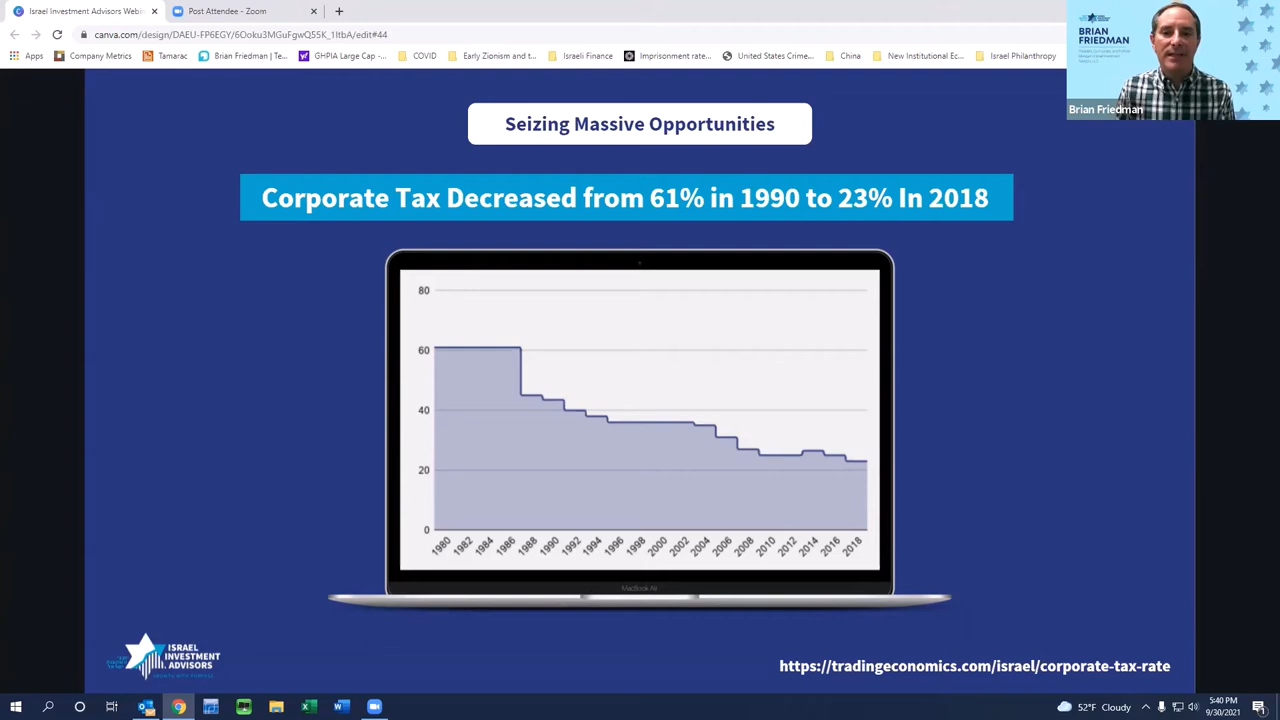 Israel Investment Advisors Webin
Post Attendee - Zoom
canva.com/design/DAEU-FP6EGY/6Ooku3MGuFgwQ55K_1ItbA/edit#44
Apps
Company Metrics
Tamarac
Brian Friedman | Te...
GHPIA Large Cap
COVID
Early Zionism and t...
Israeli Finance
Imprisonment rate...
United States Crime...
China
New Institutional Ec...
Israel Philanthropy
BRIAN
FRIEDMAN
Brian Friedman
Seizing Massive Opportunities
Corporate Tax Decreased from 61% in 1990 to 23% In 2018
80
60
40
20
0
1980 1982 1984 1986 1988 1990 1992 1994 1996 1998 2000 2002 2004 2006 2008 2010 2012 2014 2016 2018
MacBook Air
ISRAEL
INVESTMENT
ADVISORS
https://tradingeconomics.com/israel/corporate-tax-rate
52°F Cloudy
5:40 PM
9/30/2021